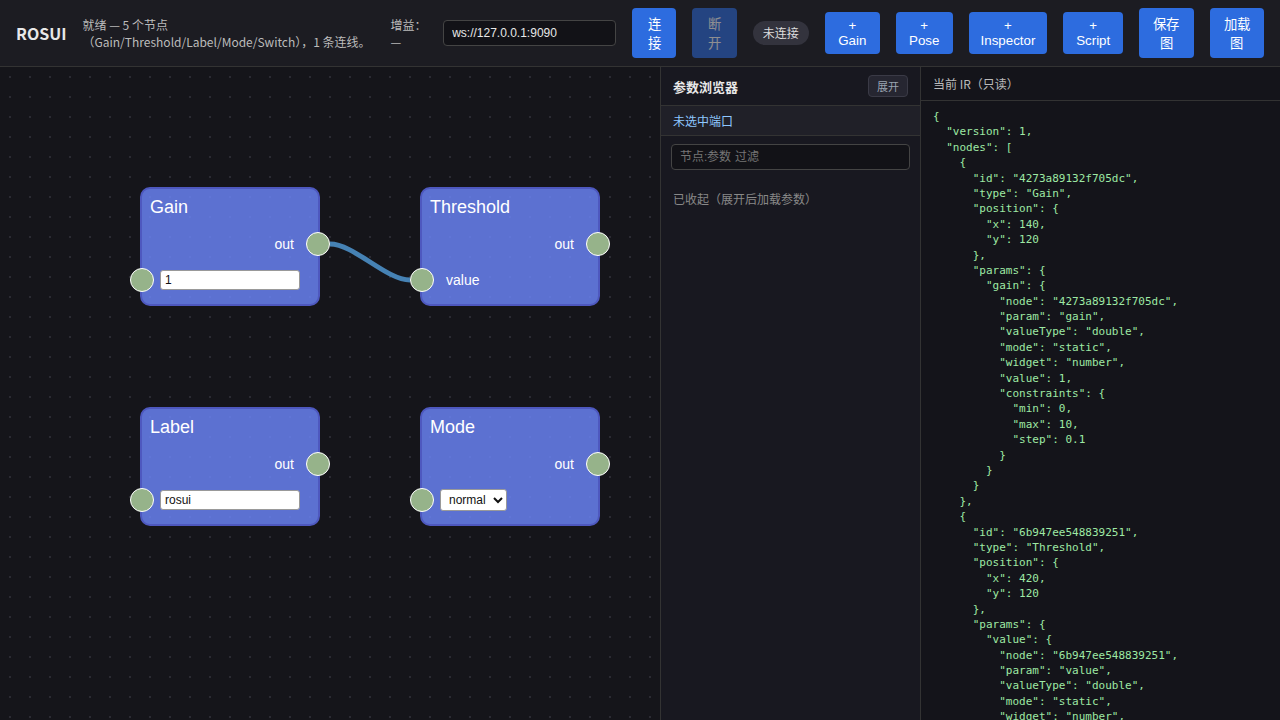 ROSUI
就绪 — 5 个节点
（Gain/Threshold/Label/Mode/Switch），1 条连线。
增益：
—
ws://127.0.0.1:9090
连
接
断
开
未连接
+
Gain
+
Pose
+
Inspector
+
Script
保存
图
加载
图
Gain
out
1
Threshold
out
value
Label
out
rosui
Mode
out
normal
参数浏览器
展开
未选中端口
节点:参数 过滤
已收起（展开后加载参数）
当前 IR（只读）
{
"version": 1,
"nodes": [
{
"id": "4273a89132f705dc",
"type": "Gain",
"position": {
"x": 140,
"y": 120
},
"params": {
"gain": {
"node": "4273a89132f705dc",
"param": "gain",
"valueType": "double",
"mode": "static",
"widget": "number",
"value": 1,
"constraints": {
"min": 0,
"max": 10,
"step": 0.1
}
}
}
},
{
"id": "6b947ee548839251",
"type": "Threshold",
"position": {
"x": 420,
"y": 120
},
"params": {
"value": {
"node": "6b947ee548839251",
"param": "value",
"valueType": "double",
"mode": "static",
"widget": "number",